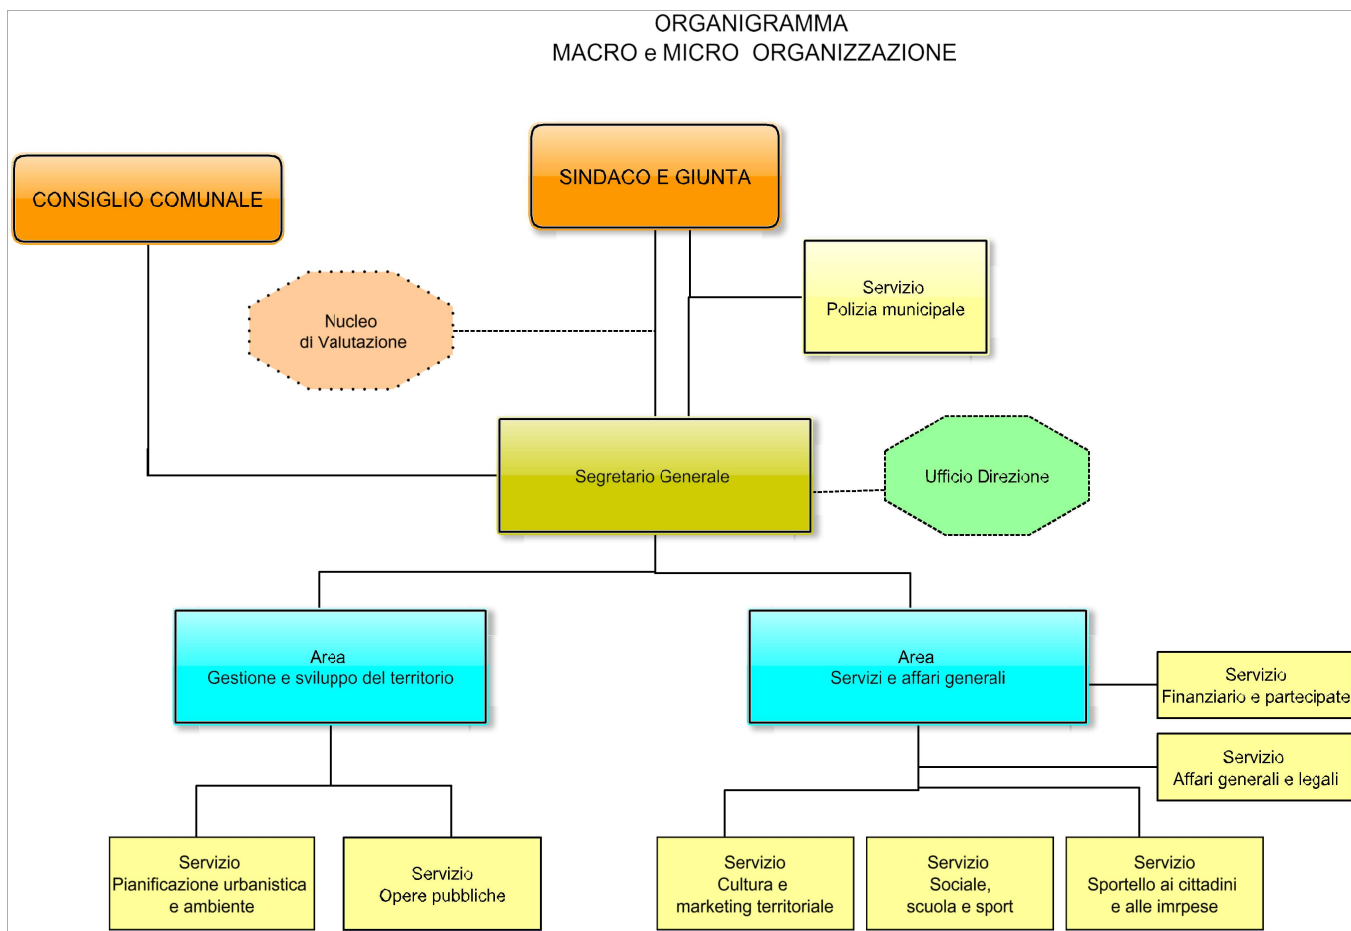 ORGANIGRAMMA
MACRO e MICRO ORGANIZZAZIONE
CONSIGLIO COMUNALE
SINDACO E GIUNTA
Servizio
Polizia municipale
Nucleo
di Valutazione
Segretario Generale
Ufficio Direzione
Area
Gestione e sviluppo del territorio
Area
Servizi e affari generali
Servizio
Finanziario e partecipate
Servizio
Affari generali e legali
Servizio
Pianificazione urbanistica
e ambiente
Servizio
Opere pubbliche
Servizio
Cultura e
marketing territoriale
Servizio
Sociale,
scuola e sport
Servizio
Sportello ai cittadini
e alle imrpese